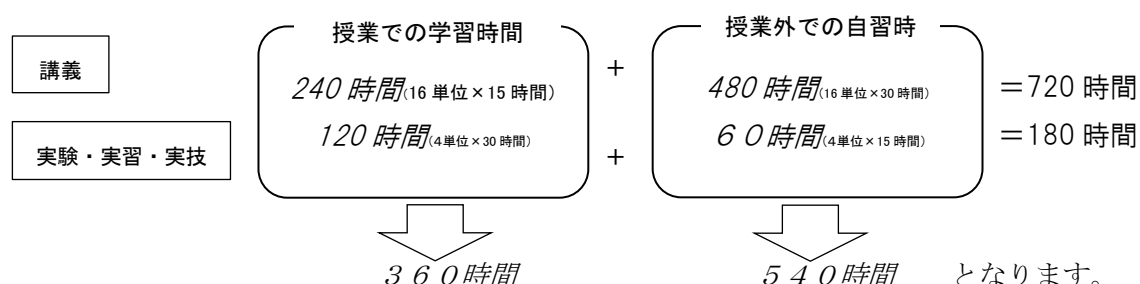 授業での学習時間
授業外での自習時
講義
240 時間(16 単位×15 時間)
+
480 時間(16 単位×30 時間)
＝720 時間
実験・実習・実技
120 時間(4単位×30 時間)
+
６０時間(4単位×15 時間)
＝180 時間
３６０時間
５４０時間 となります。